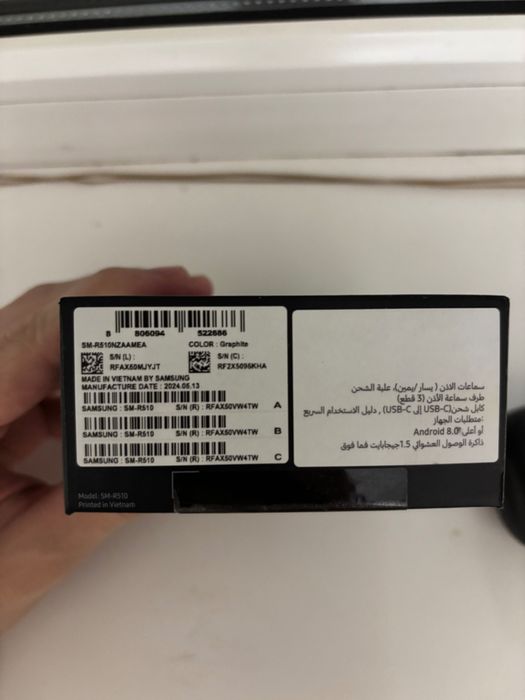 8 806094 522686
SM-R510NZAAMEA COLOR : Graphite
S/N (L) : S/N (C) :
RFAX50MJYJT RF2X5095KHA
MADE IN VIETNAM BY SAMSUNG
MANUFACTURE DATE : 2024.05.13
SAMSUNG : SM-R510 S/N (R) : RFAX50VW4TW A
SAMSUNG : SM-R510 S/N (R) : RFAX50VW4TW B
SAMSUNG : SM-R510 S/N (R) : RFAX50VW4TW C
Model: SM-R510
Printed in Vietnam
سماعات الاذن ( يسار /يمين)، علبة الشحن
طرف سماعة الأذن (3 قطع)
كابل شحن(USB-C إلى USB-C) , دليل الاستخدام السريع
متطلبات الجهاز:
Android 8.0 أو أعلى
ذاكرة الوصول العشوائي 1.5جيجابايت فما فوق